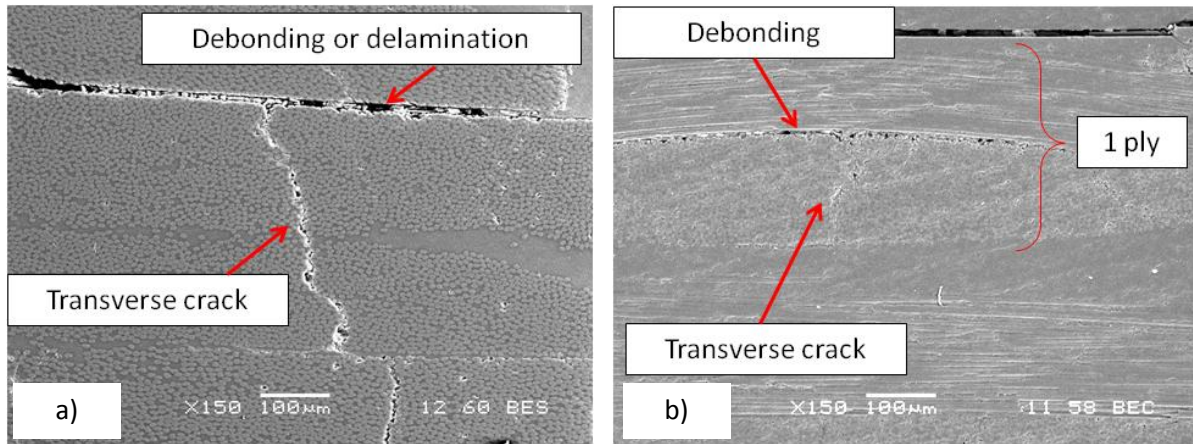 Debonding or delamination
Transverse crack
a)
X150 100µm 12 60 BES
Debonding
1 ply
Transverse crack
b)
X150 100µm 11 58 BEC